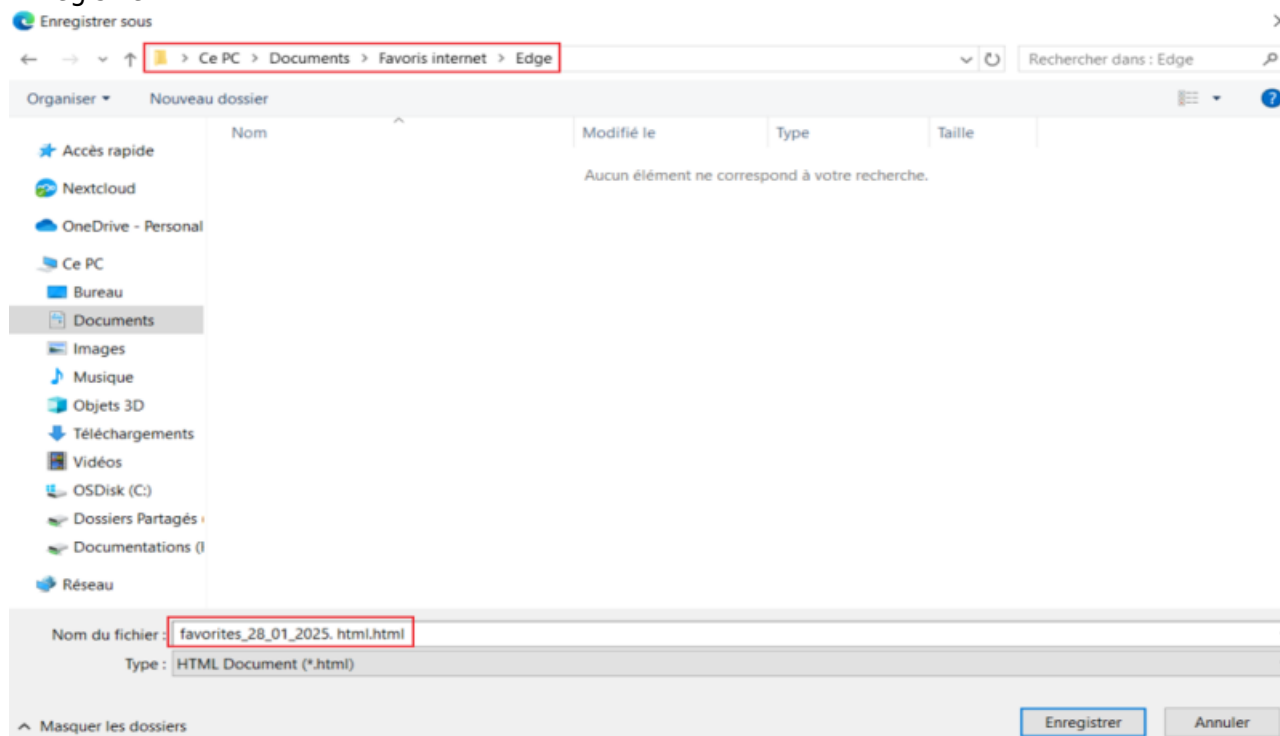 Enregistrer sous
> Ce PC > Documents > Favoris internet > Edge
Rechercher dans : Edge
Organiser
Nouveau dossier
Nom
Modifié le
Type
Taille
Aucun élément ne correspond à votre recherche.
Accès rapide
Nextcloud
OneDrive - Personal
Ce PC
Bureau
Documents
Images
Musique
Objets 3D
Téléchargements
Vidéos
OSDisk (C:)
Dossiers Partagés
Documentations (
Réseau
Nom du fichier : favorites_28_01_2025. html.html
Type : HTML Document (*.html)
Masquer les dossiers
Enregistrer
Annuler